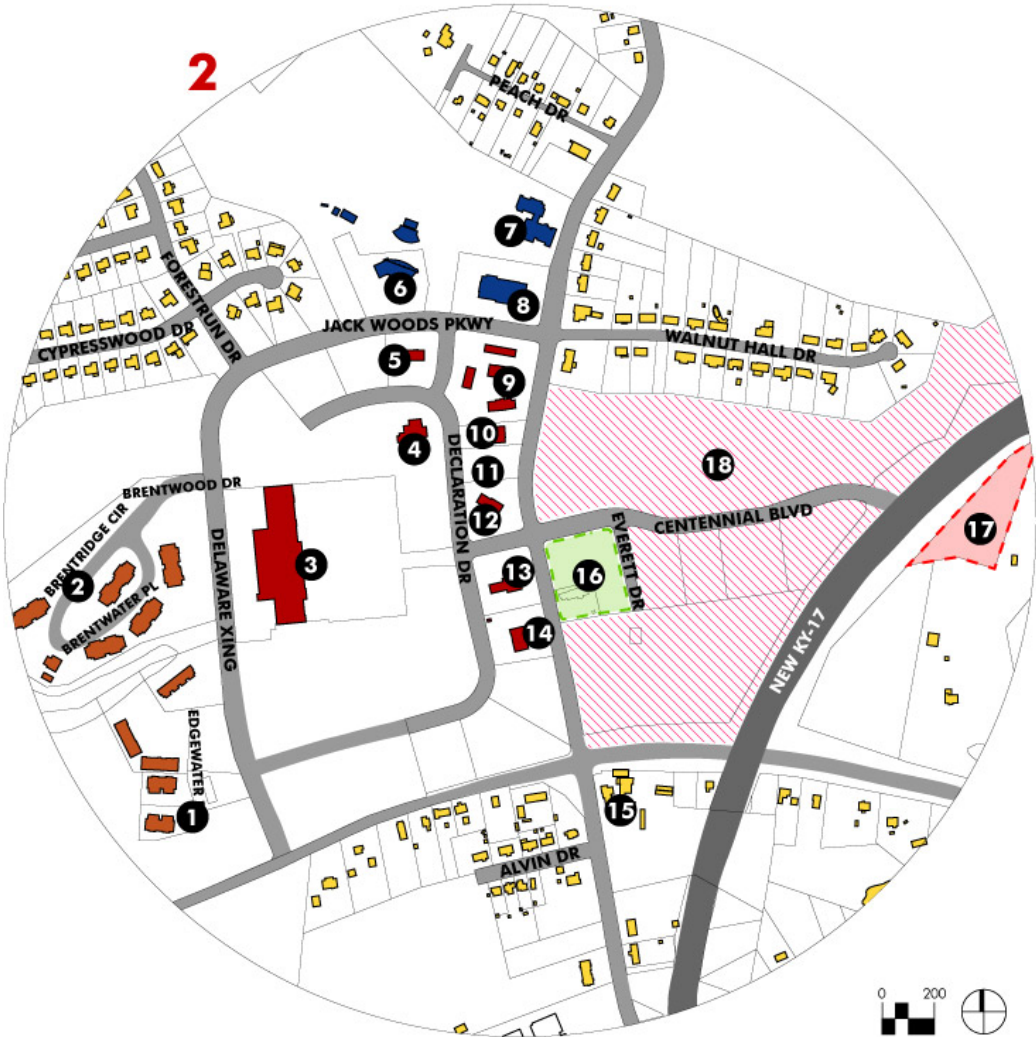 2
PEACH DR
7
FORESTRUN DR
6
8
JACK WOODS PKWY
CYPRESSWOOD DR
WALNUT HALL DR
5
9
4
10
DECLARATION DR
11
18
BRENTWOOD DR
12
CENTENNIAL BLVD
EVERETT DR
17
BRENTRIDGE CIR
2
DELAWARE XING
3
13
16
BRENTWATER PL
14
NEW KY-17
EDGEWATER
1
15
ALVIN DR
0 200